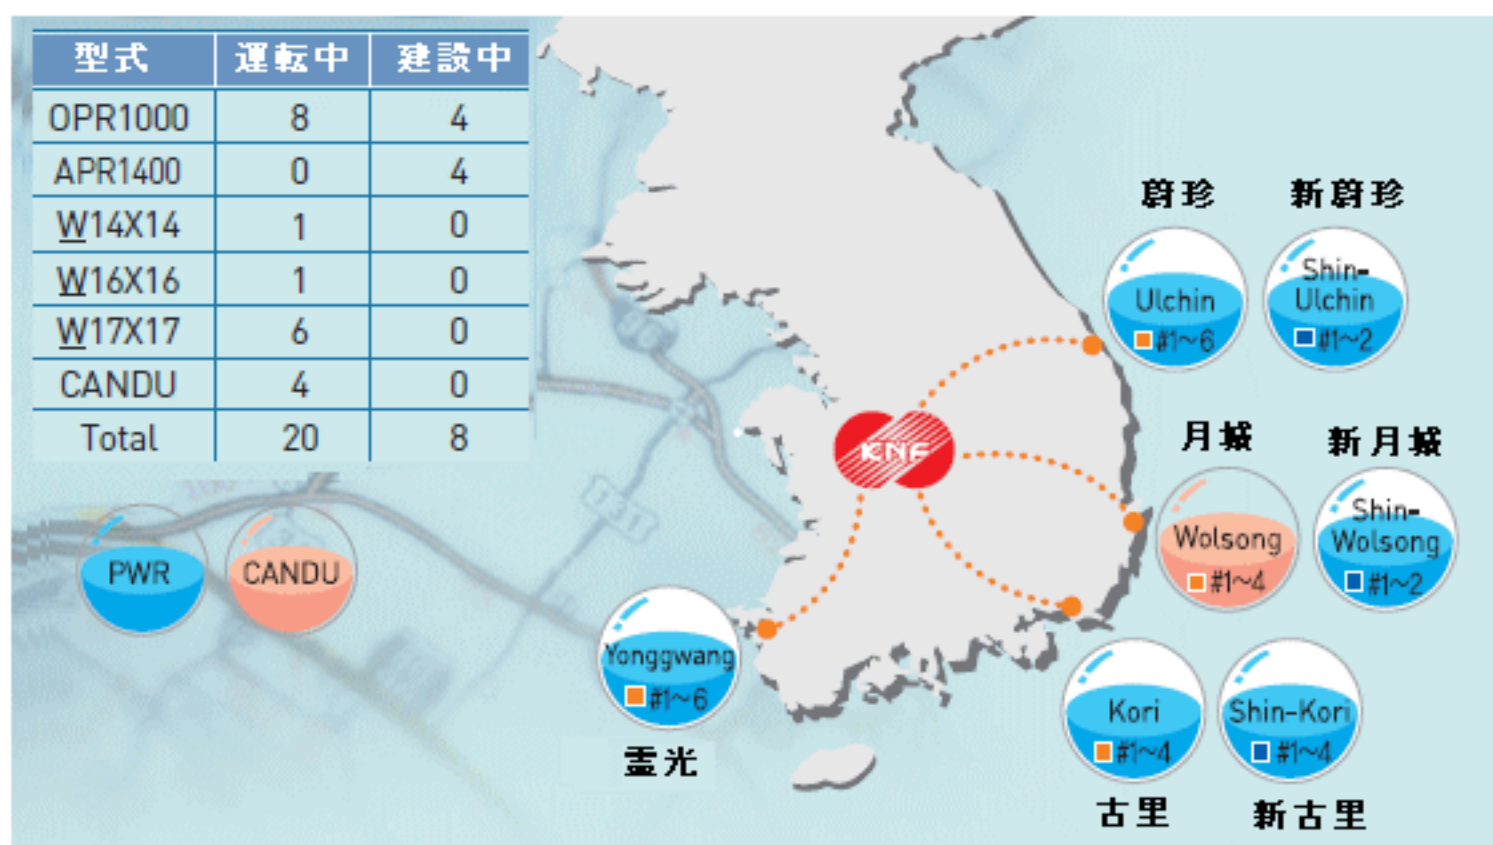 型式 運転中 建設中
OPR1000 8 4
APR1400 0 4
W14X14 1 0
W16X16 1 0
W17X17 6 0
CANDU 4 0
Total 20 8
蔚珍
新蔚珍
Ulchin
#1~6
Shin-
Ulchin
#1~2
KNF
月城
新月城
Wolsong
#1~4
Shin-
Wolsong
#1~2
131
PWR
CANDU
Yonggwang
#1~6
霊光
Kori
#1~4
Shin-Kori
#1~4
古里
新古里